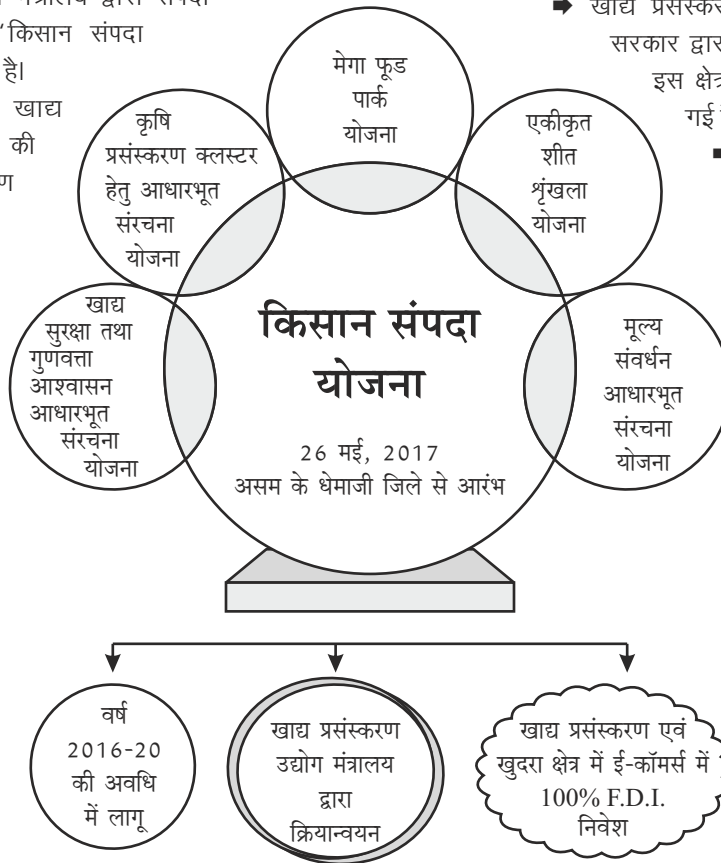 मंत्रालय द्वारा संपदा
'किसान संपदा
है।
खाद्य
की
➡ खाद्य
सरकार
इस
गई
मेगा फूड
पार्क
योजना
कृषि
प्रसंस्करण क्लस्टर
हेतु आधारभूत
संरचना
योजना
एकीकृत
शीत
शृंखला
योजना
खाद्य
सुरक्षा तथा
गुणवत्ता
आश्वासन
आधारभूत
संरचना
योजना
मूल्य
संवर्धन
आधारभूत
संरचना
योजना
किसान संपदा
योजना
26 मई, 2017
असम के धेमाजी जिले से आरंभ
वर्ष
2016-20
की अवधि
में लागू
खाद्य प्रसंस्करण
उद्योग मंत्रालय
द्वारा
क्रियान्वयन
खाद्य प्रसंस्करण एवं
खुदरा क्षेत्र में ई-कॉमर्स में
100% F.D.I.
निवेश